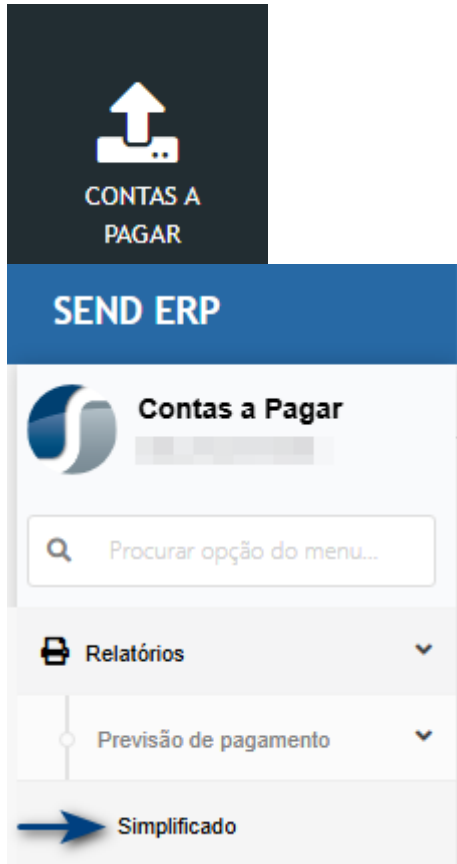 CONTAS A
PAGAR
SEND ERP
Contas a Pagar
Procurar opção do menu...
Relatórios
Previsão de pagamento
Simplificado